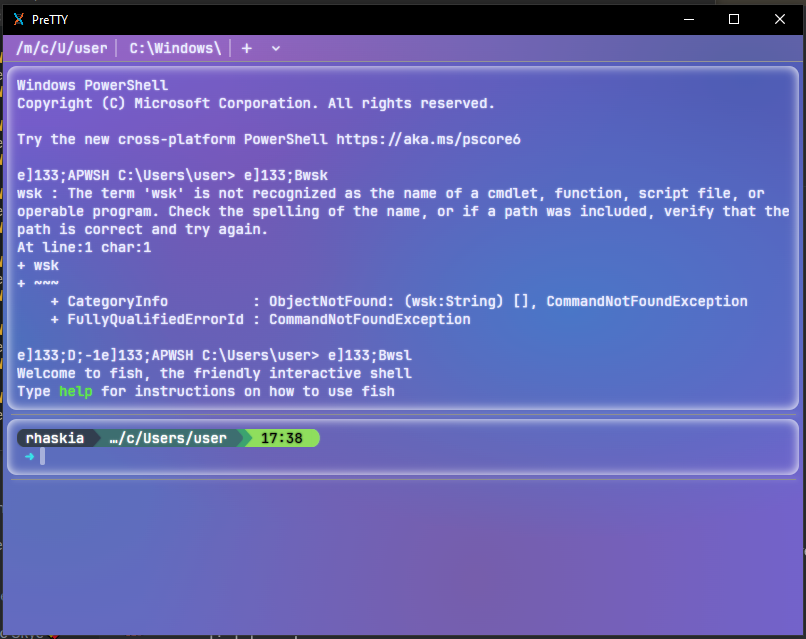 PreTTY
/m/c/U/user | C:\Windows\ | +
Windows PowerShell
Copyright (C) Microsoft Corporation. All rights reserved.
Try the new cross-platform PowerShell https://aka.ms/pscore6
e]133;APWSH C:\Users\user> e]133;Bwsk
wsk : The term 'wsk' is not recognized as the name of a cmdlet, function, script file, or
operable program. Check the spelling of the name, or if a path was included, verify that the
path is correct and try again.
At line:1 char:1
+ wsk
+ ~~~
    + CategoryInfo          : ObjectNotFound: (wsk:String) [], CommandNotFoundException
    + FullyQualifiedErrorId : CommandNotFoundException
e]133;D;-1e]133;APWSH C:\Users\user> e]133;Bwsl
Welcome to fish, the friendly interactive shell
Type help for instructions on how to use fish
rhaskia …/c/Users/user 17:38
➜